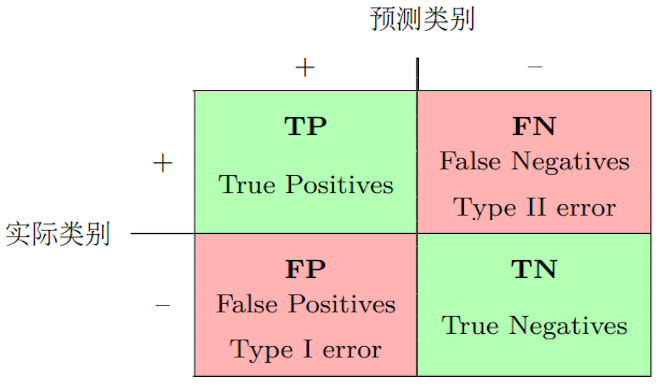 预测类别
+ –
TP FN
+ False Negatives
True Positives
Type II error
实际类别
FP TN
– False Positives
True Negatives
Type I error